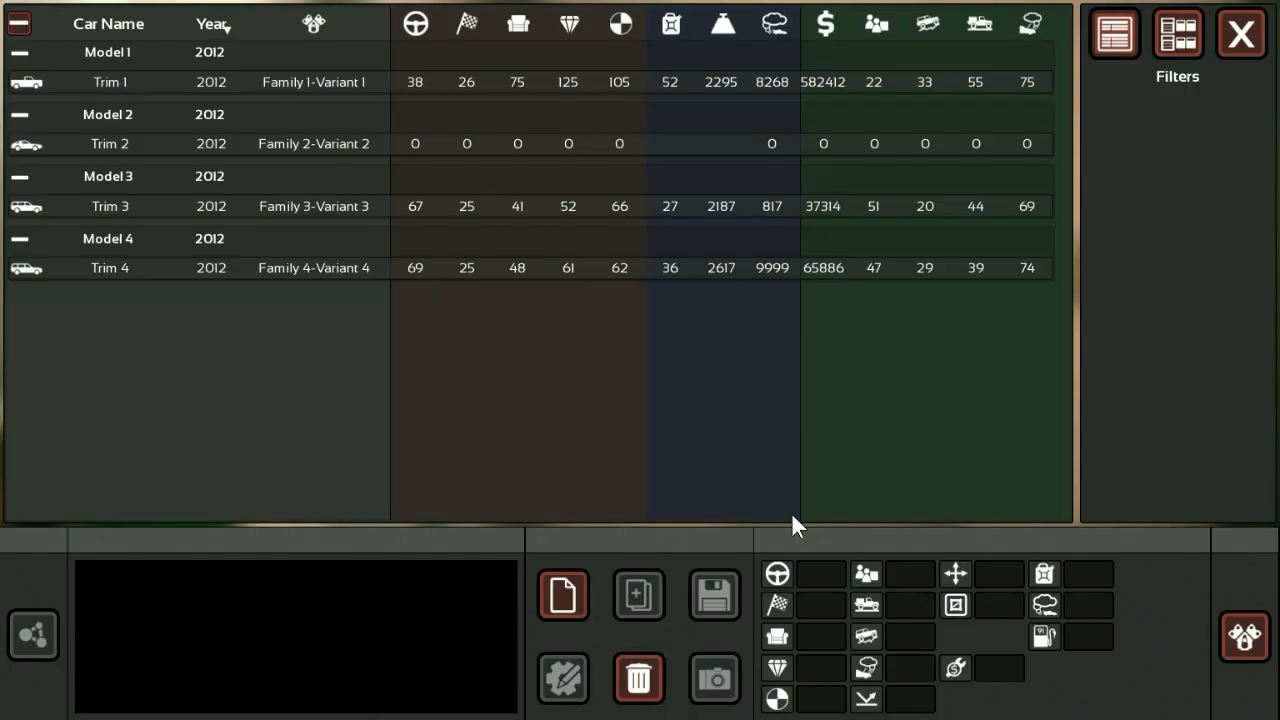 Car Name Year
Model 1 2012
Trim 1 2012 Family 1-Variant 1 38 26 75 125 105 52 2295 8268 582412 22 33 55 75
Model 2 2012
Trim 2 2012 Family 2-Variant 2 0 0 0 0 0 0 0 0 0 0 0
Model 3 2012
Trim 3 2012 Family 3-Variant 3 67 25 41 52 66 27 2187 817 37314 51 20 44 69
Model 4 2012
Trim 4 2012 Family 4-Variant 4 69 25 48 61 62 36 2617 9999 65886 47 29 39 74
X
Filters